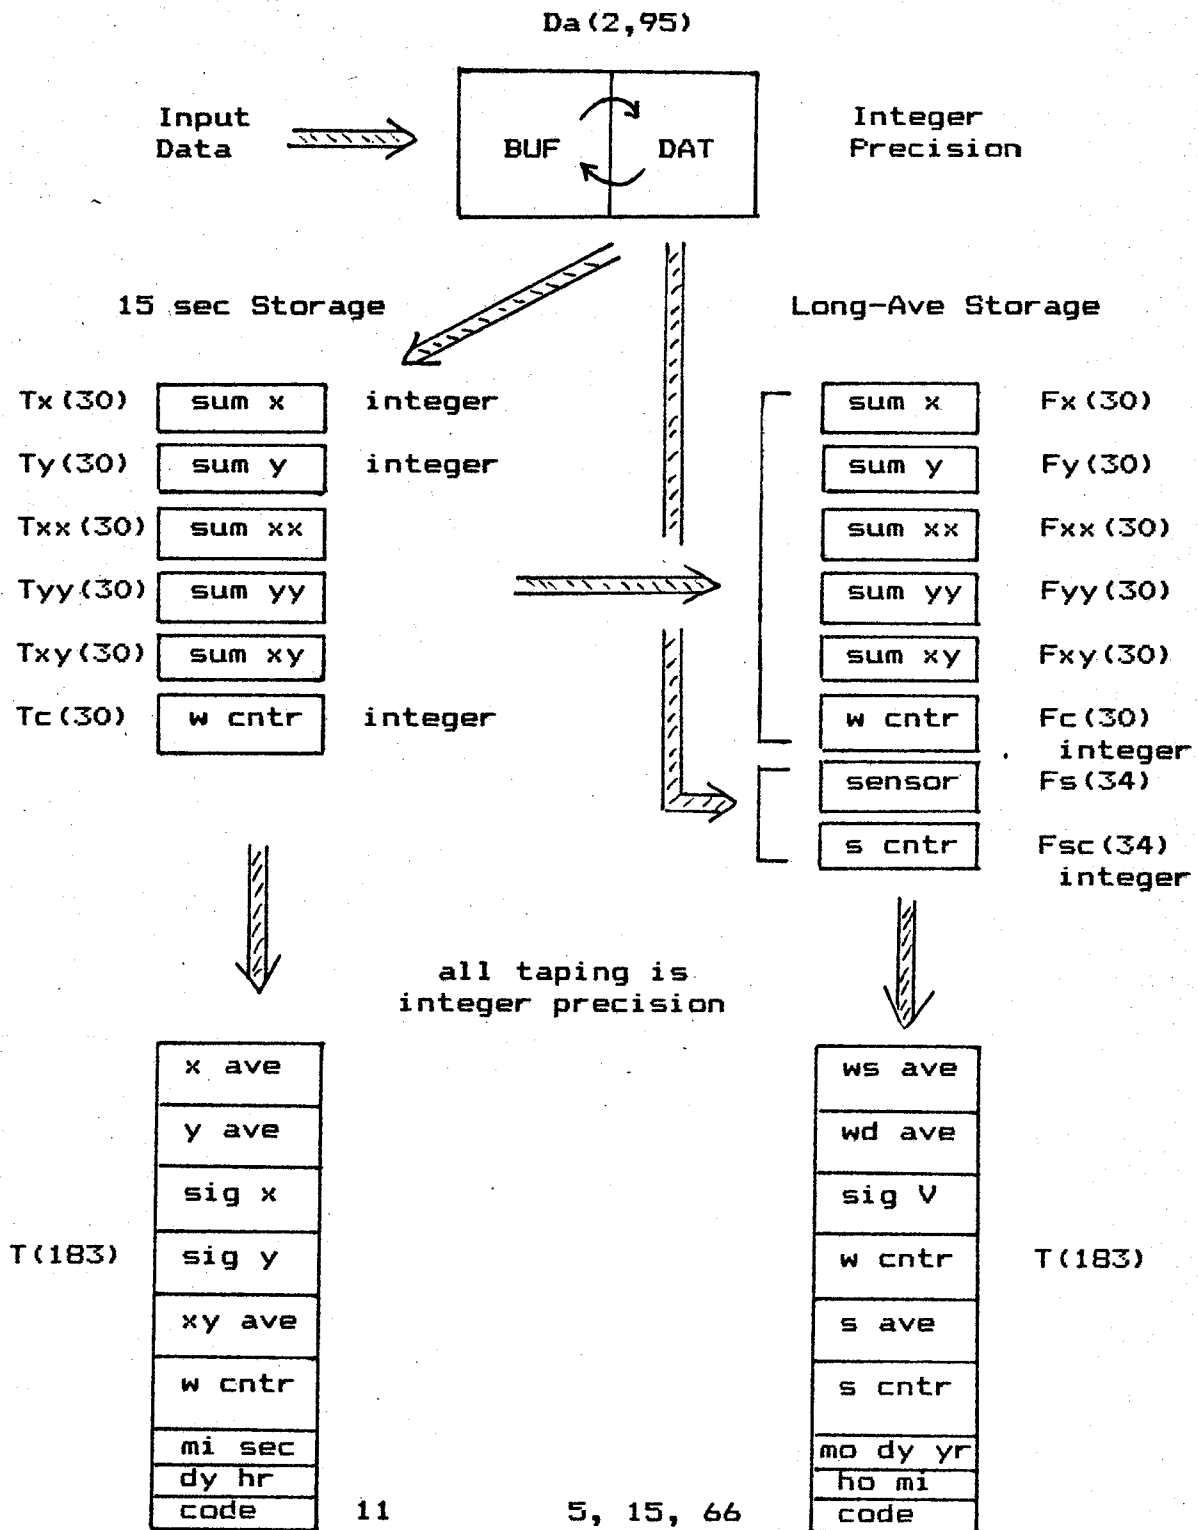 Da(2,95)
Input
Data
BUF
DAT
Integer
Precision
15 sec Storage
Long-Ave Storage
Tx(30) sum x integer
Ty(30) sum y integer
Txx(30) sum xx
Tyy(30) sum yy
Txy(30) sum xy
Tc(30) w cntr integer
sum x Fx(30)
sum y Fy(30)
sum xx Fxx(30)
sum yy Fyy(30)
sum xy Fxy(30)
w cntr Fc(30)
integer
sensor Fs(34)
s cntr Fsc(34)
integer
all taping is
integer precision
x ave
y ave
sig x
T(183) sig y
xy ave
w cntr
mi sec
dy hr
code 11
ws ave
wd ave
sig V
w cntr T(183)
s ave
s cntr
mo dy yr
ho mi
5, 15, 66 code